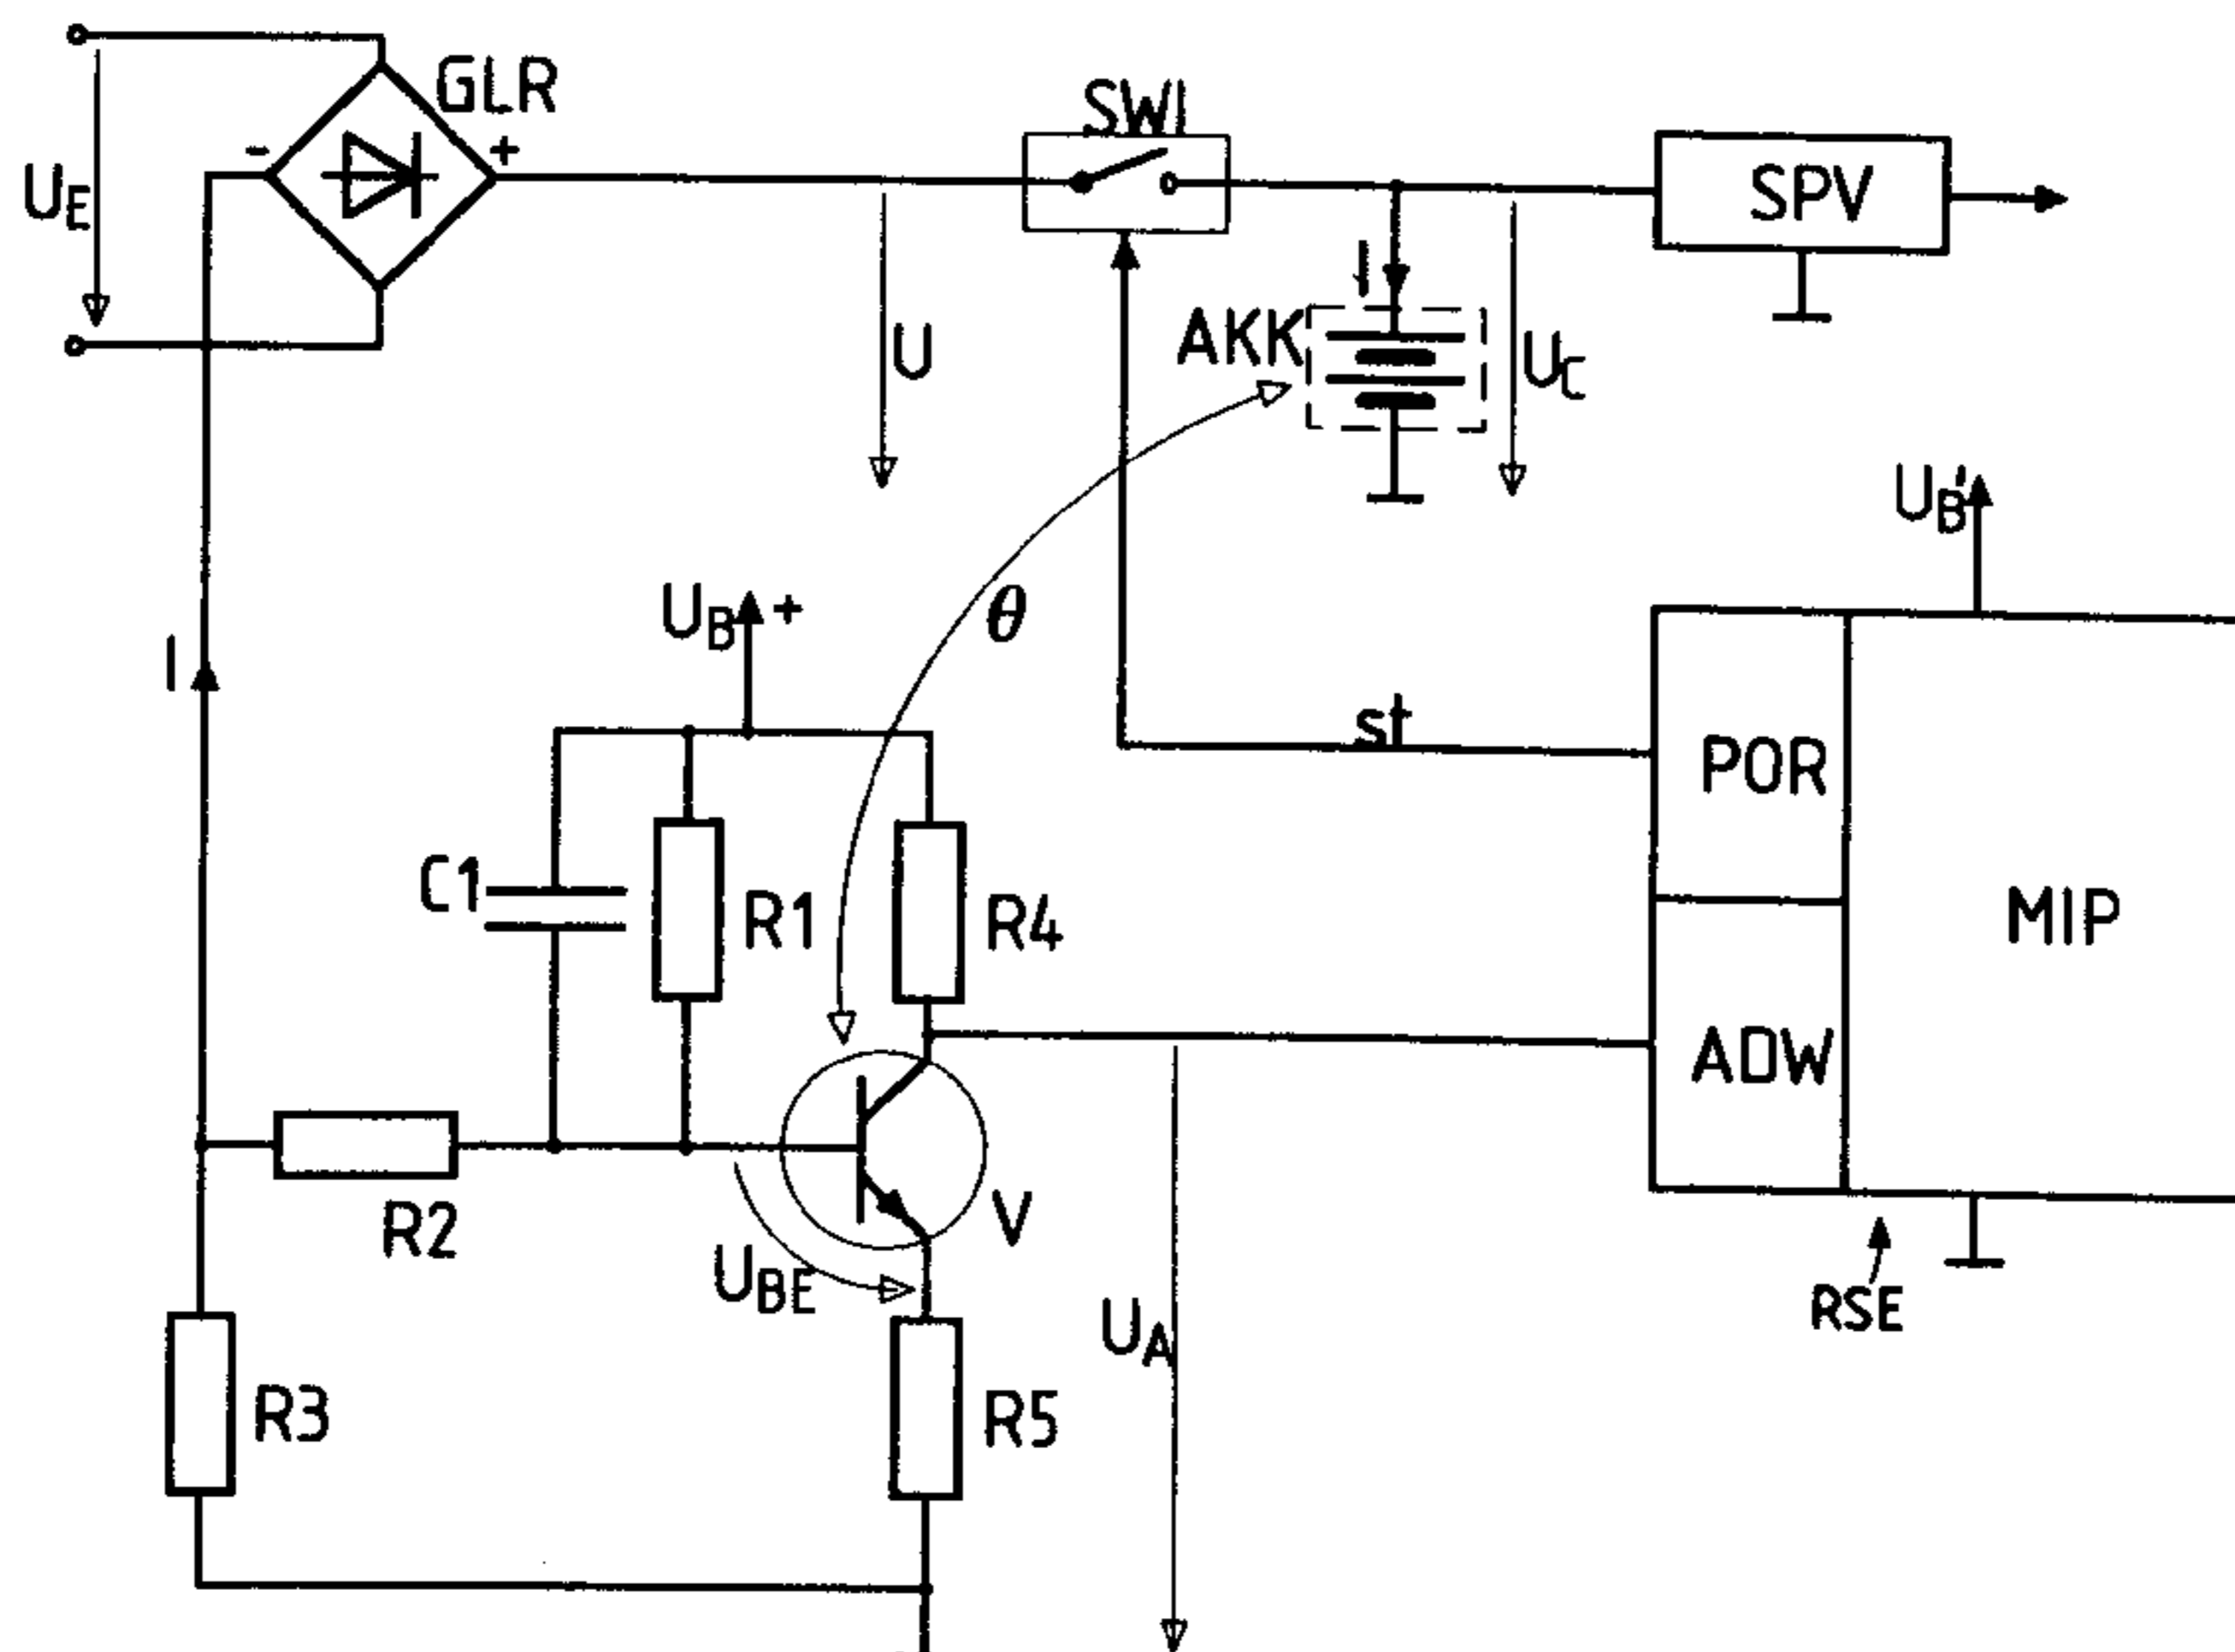 GLR
SWI
- +
SPV
UE
I
U
AKK
UC
UB'
UB +
θ
I
st
POR
C1
R1
R4
MIP
ADW
R2
V
UBE
RSE
UA
R3
R5